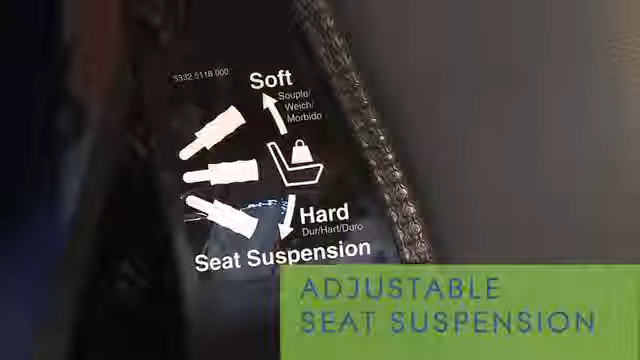 5332 5118 000
Soft
Souple/
Weich/
Morbido
Hard
Dur/Hart/Duro
Seat Suspension
ADJUSTABLE
SEAT SUSPENSION